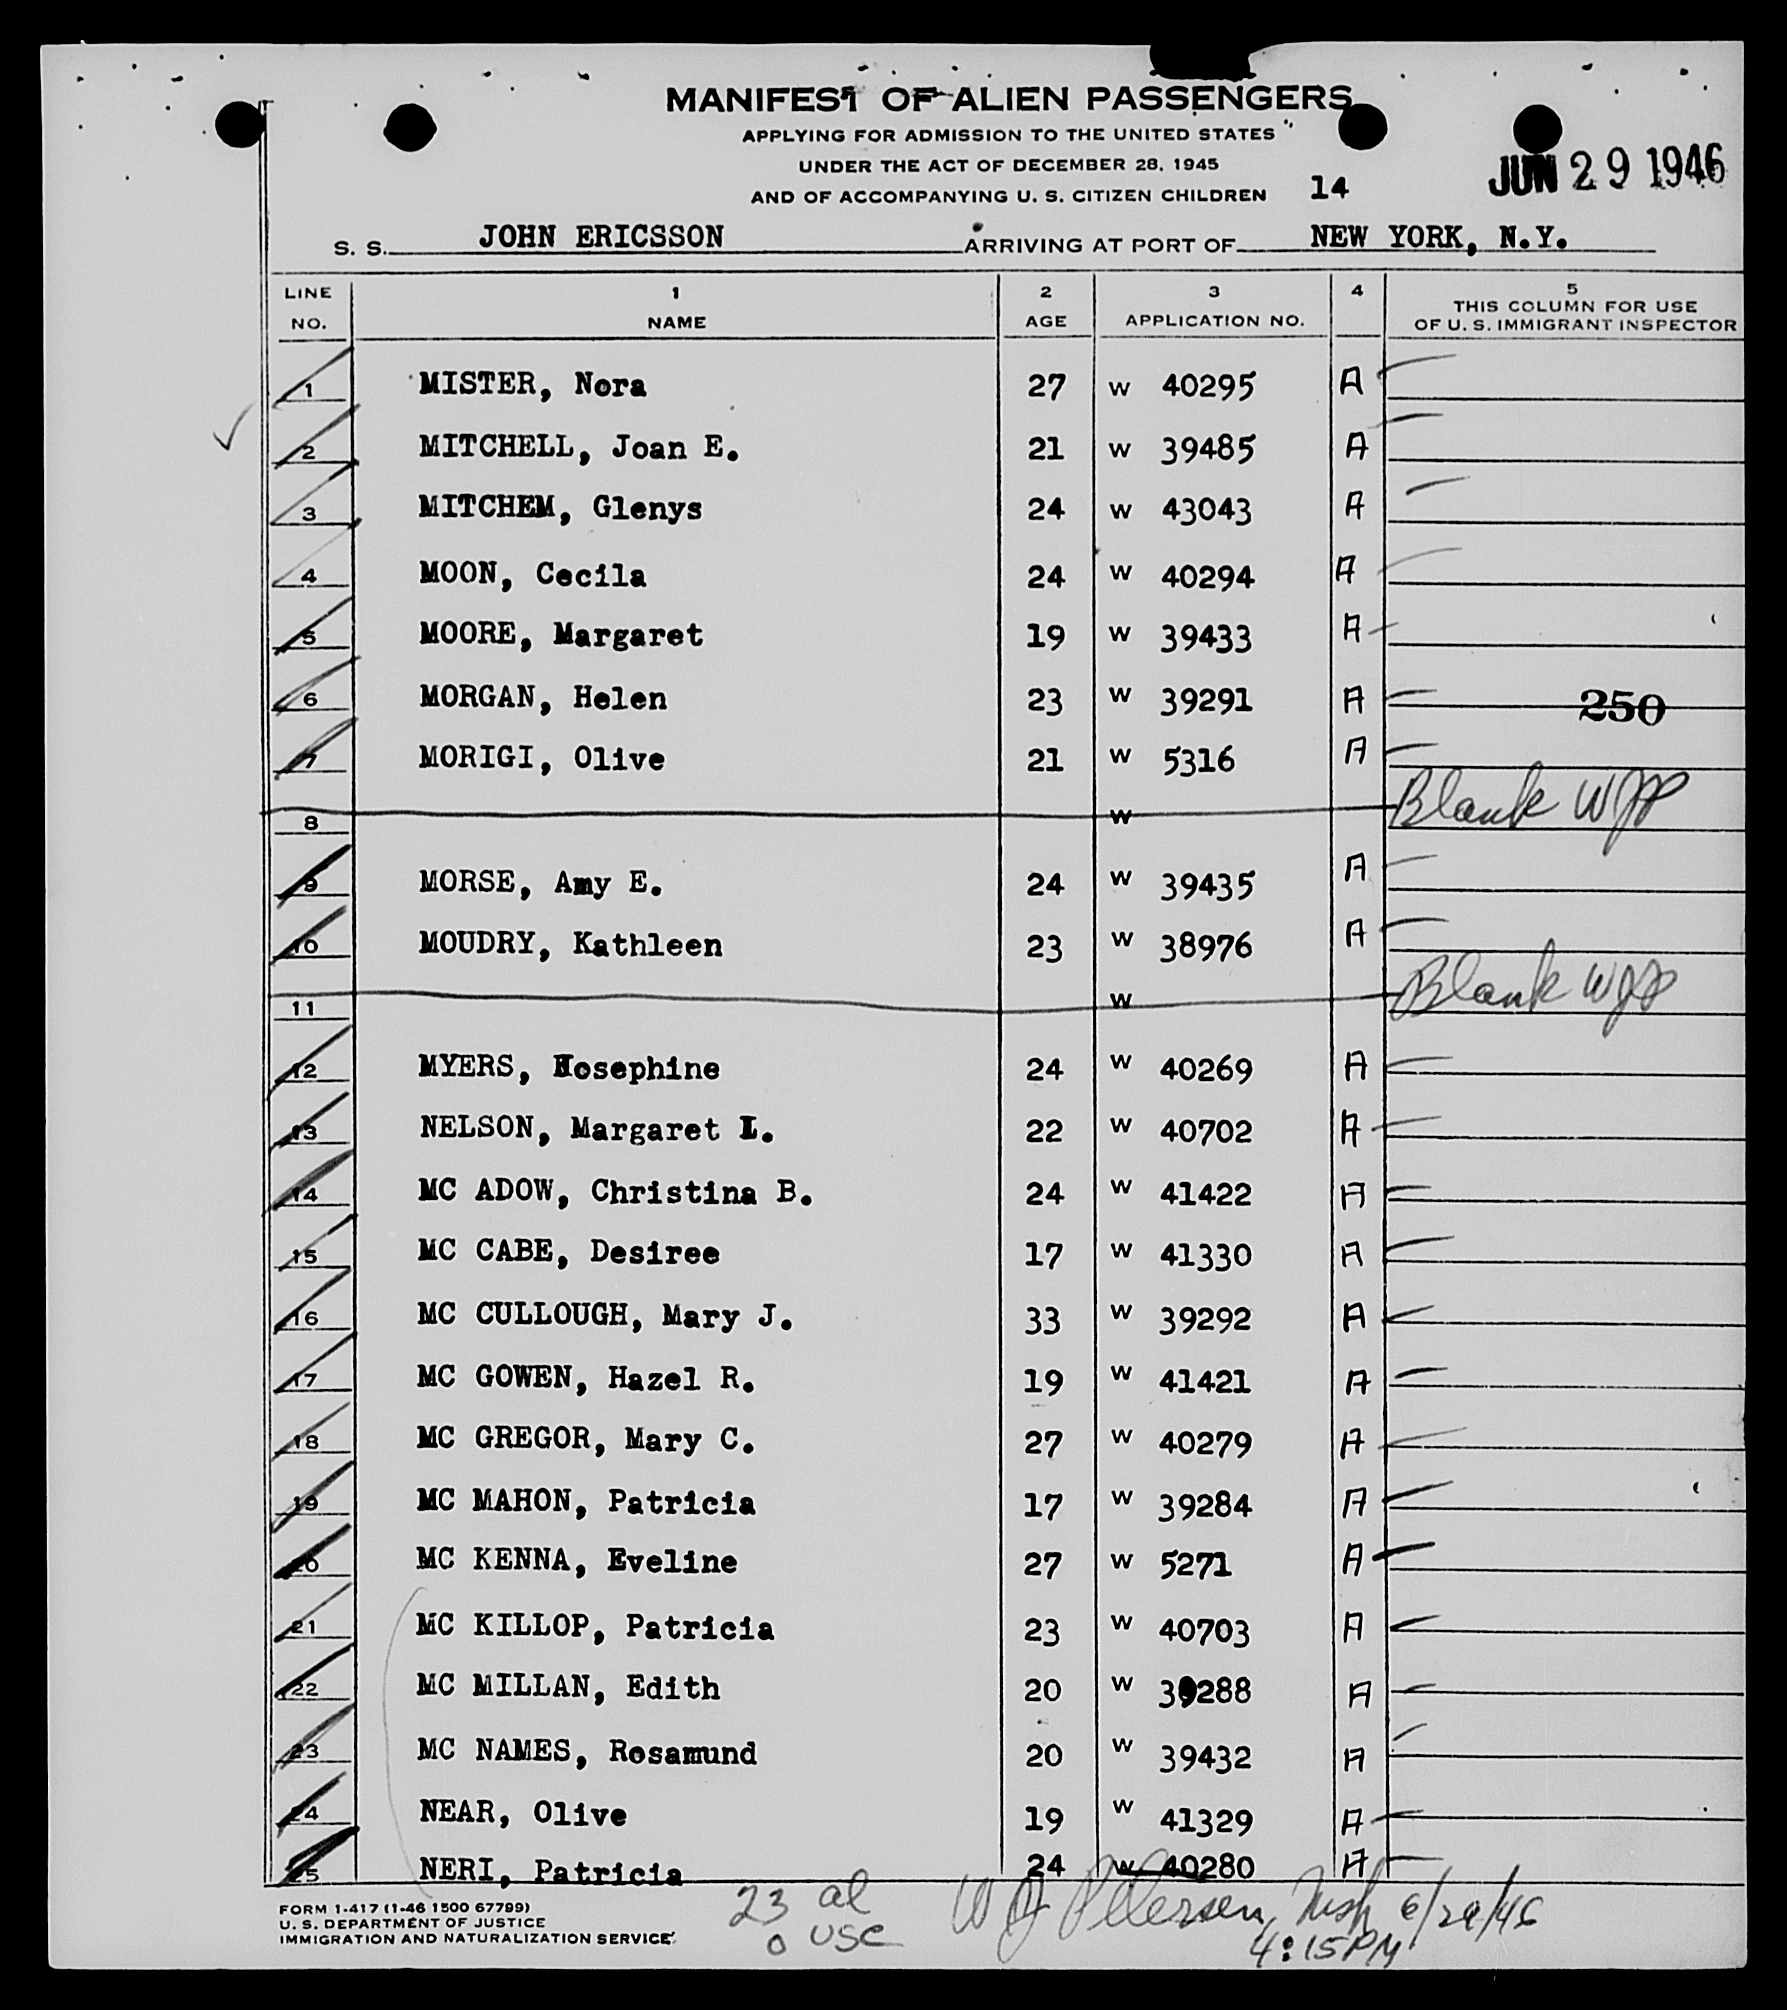 MANIFEST OF ALIEN PASSENGERS
APPLYING FOR ADMISSION TO THE UNITED STATES
UNDER THE ACT OF DECEMBER 28, 1945
AND OF ACCOMPANYING U. S. CITIZEN CHILDREN 14 JUN 29 1946
S. S. JOHN ERICSSON ARRIVING AT PORT OF NEW YORK, N.Y.
LINE NO. 1 NAME 2 AGE 3 APPLICATION NO. 4 5 THIS COLUMN FOR USE OF U. S. IMMIGRANT INSPECTOR
1 MISTER, Nora 27 W 40295 A
2 MITCHELL, Joan E. 21 W 39485 A
3 MITCHEM, Glenys 24 W 43043 A
4 MOON, Cecila 24 W 40294 A
5 MOORE, Margaret 19 W 39433 A
6 MORGAN, Helen 23 W 39291 A 250
7 MORIGI, Olive 21 W 5316 A
8 W Blank WJP
9 MORSE, Amy E. 24 W 39435 A
10 MOUDRY, Kathleen 23 W 38976 A
11 W Blank WJP
12 MYERS, Josephine 24 W 40269 A
13 NELSON, Margaret L. 22 W 40702 A
14 MC ADOW, Christina B. 24 W 41422 A
15 MC CABE, Desiree 17 W 41330 A
16 MC CULLOUGH, Mary J. 33 W 39292 A
17 MC GOWEN, Hazel R. 19 W 41421 A
18 MC GREGOR, Mary C. 27 W 40279 A
19 MC MAHON, Patricia 17 W 39284 A
20 MC KENNA, Eveline 27 W 5271 A
21 MC KILLOP, Patricia 23 W 40703 A
22 MC MILLAN, Edith 20 W 39288 A
23 MC NAMES, Rosamund 20 W 39432 A
24 NEAR, Olive 19 W 41329 A
25 NERI, Patricia 24 W 40280 A
23 al W J Petersen, 6/29/46
0 USC 4:15 PM
FORM 1-417 (1-46 1500 67799)
U. S. DEPARTMENT OF JUSTICE
IMMIGRATION AND NATURALIZATION SERVICE